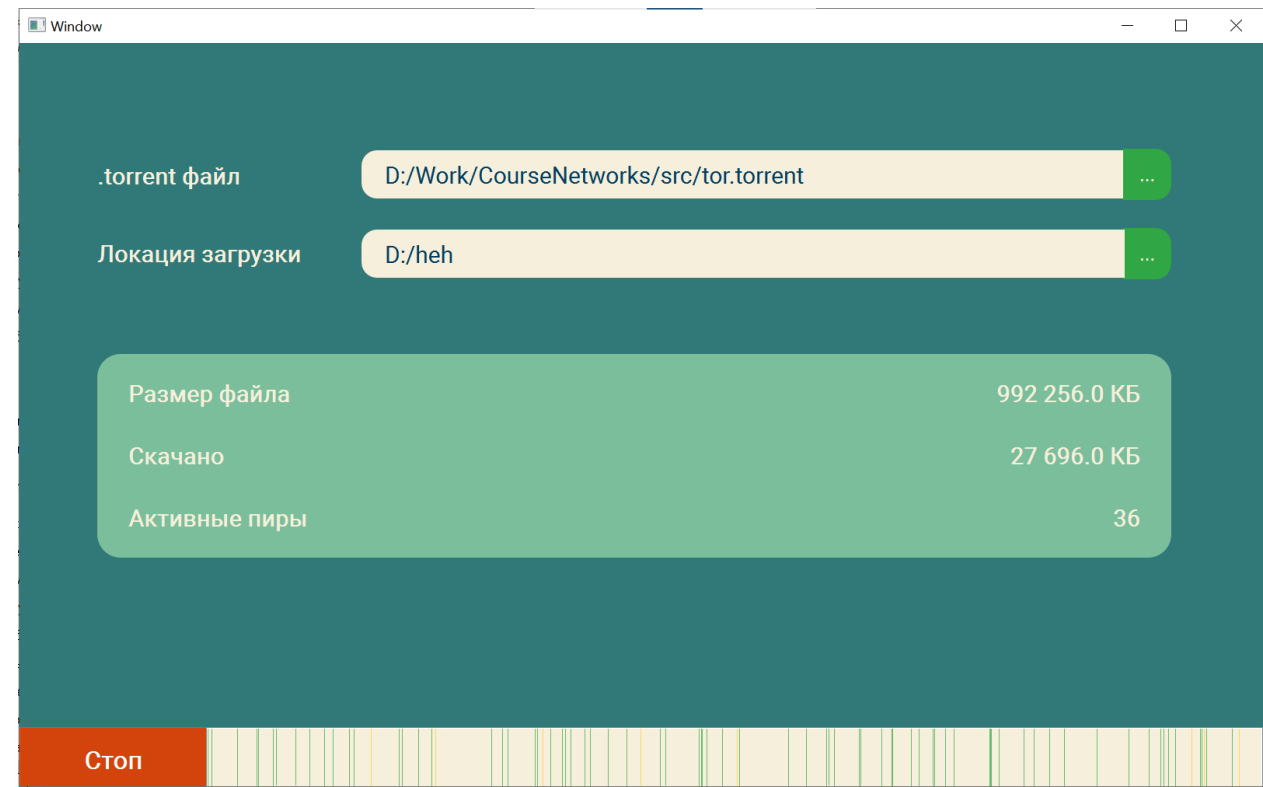 Window
.torrent файл D:/Work/CourseNetworks/src/tor.torrent ...
Локация загрузки D:/heh ...
Размер файла 992 256.0 КБ
Скачано 27 696.0 КБ
Активные пиры 36
Стоп